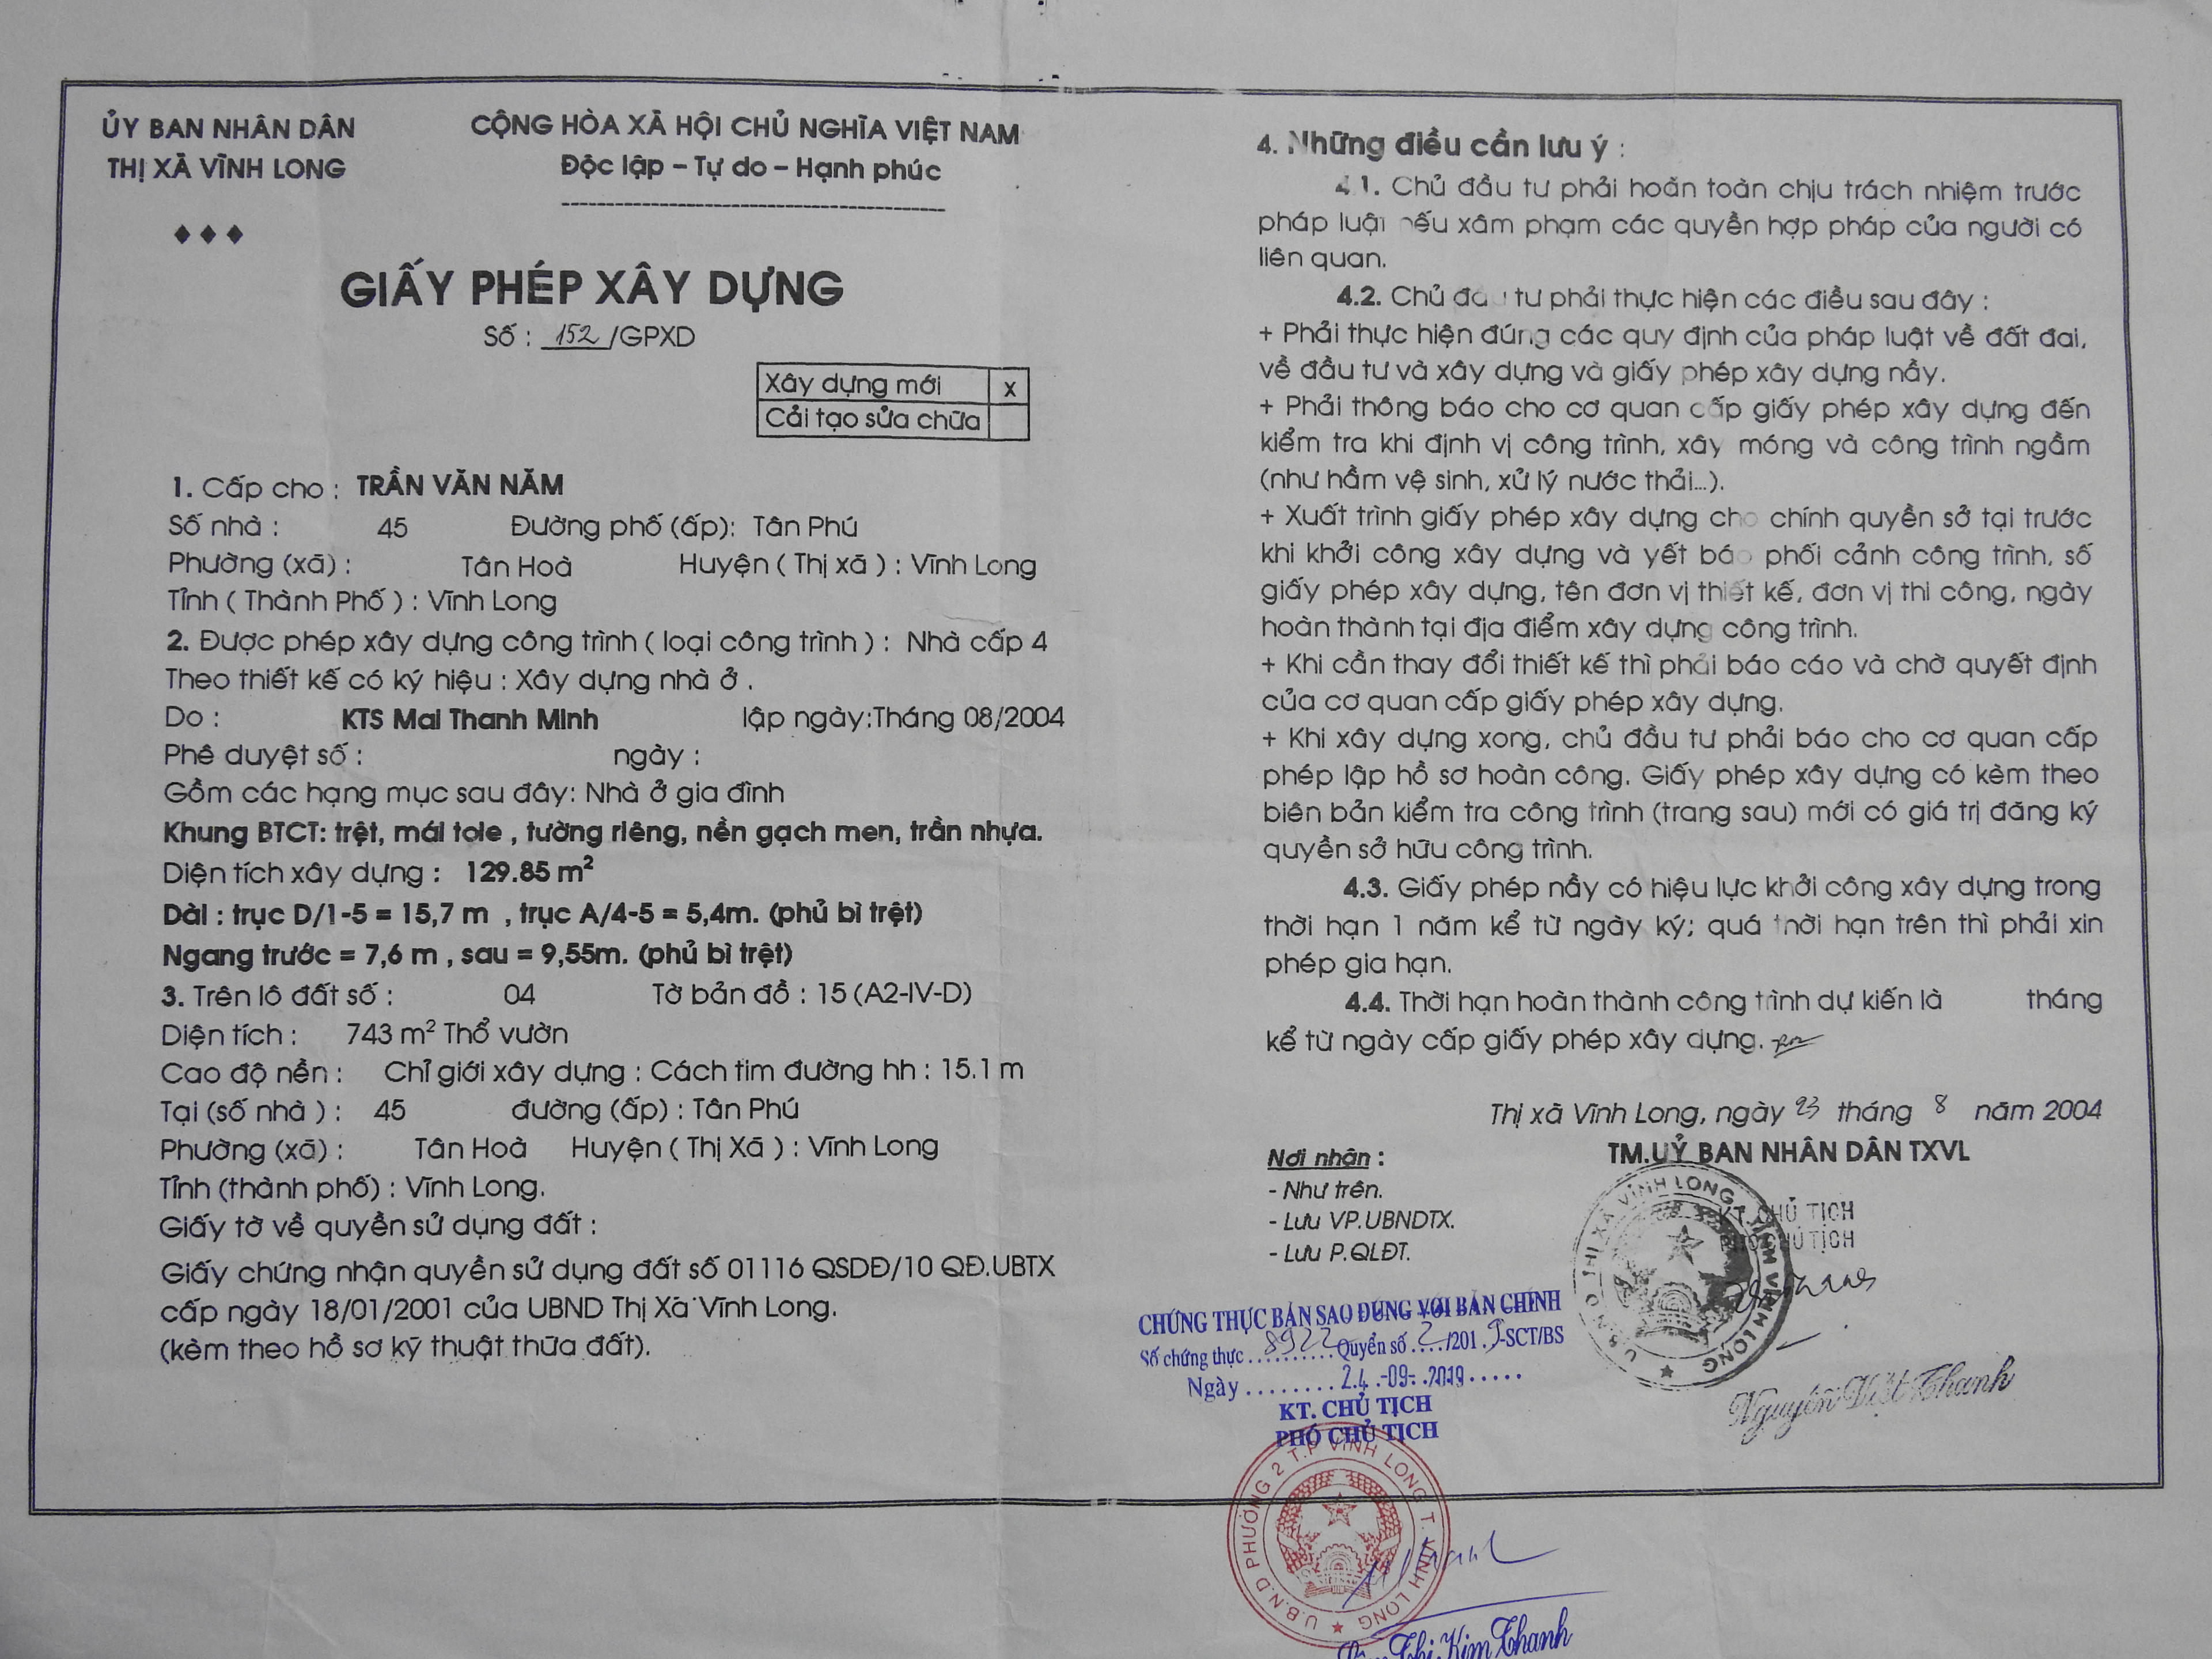 ỦY BAN NHÂN DÂN
THỊ XÃ VĨNH LONG
CỘNG HÒA XÃ HỘI CHỦ NGHĨA VIỆT NAM
Độc lập – Tự do – Hạnh phúc
GIẤY PHÉP XÂY DỰNG
Số : 152 /GPXD
Xây dựng mới x
Cải tạo sửa chữa
1. Cấp cho : TRẦN VĂN NĂM
Số nhà : 45 Đường phố (ấp): Tân Phú
Phường (xã) : Tân Hoà Huyện ( Thị xã ) : Vĩnh Long
Tỉnh ( Thành Phố ) : Vĩnh Long
2. Được phép xây dựng công trình ( loại công trình ) : Nhà cấp 4
Theo thiết kế có ký hiệu : Xây dựng nhà ở .
Do : KTS Mai Thanh Minh lập ngày:Tháng 08/2004
Phê duyệt số : ngày :
Gồm các hạng mục sau đây: Nhà ở gia đình
Khung BTCT: trệt, mái tole , tường riêng, nền gạch men, trần nhựa.
Diện tích xây dựng : 129.85 m²
Dài : trục D/1-5 = 15,7 m , trục A/4-5 = 5,4m. (phủ bì trệt)
Ngang trước = 7,6 m , sau = 9,55m. (phủ bì trệt)
3. Trên lô đất số : 04 Tờ bản đồ : 15 (A2-IV-D)
Diện tích : 743 m² Thổ vườn
Cao độ nền : Chỉ giới xây dựng : Cách tim đường hh : 15.1 m
Tại (số nhà ) : 45 đường (ấp) : Tân Phú
Phường (xã) : Tân Hoà Huyện ( Thị Xã ) : Vĩnh Long
Tỉnh (thành phố) : Vĩnh Long.
Giấy tờ về quyền sử dụng đất :
Giấy chứng nhận quyền sử dụng đất số 01116 QSDĐ/10 QĐ.UBTX
cấp ngày 18/01/2001 của UBND Thị Xã Vĩnh Long.
(kèm theo hồ sơ kỹ thuật thửa đất).
4. Những điều cần lưu ý :
4.1. Chủ đầu tư phải hoãn toàn chịu trách nhiệm trước
pháp luật nếu xâm phạm các quyền hợp pháp của người có
liên quan.
4.2. Chủ đầu tư phải thực hiện các điều sau đây :
+ Phải thực hiện đúng các quy định của pháp luật về đất đai,
về đầu tư và xây dựng và giấy phép xây dựng nầy.
+ Phải thông báo cho cơ quan cấp giấy phép xây dựng đến
kiểm tra khi định vị công trình, xây móng và công trình ngầm
(như hầm vệ sinh, xử lý nước thải...).
+ Xuất trình giấy phép xây dựng cho chính quyền sở tại trước
khi khởi công xây dựng và yết báo phối cảnh công trình, số
giấy phép xây dựng, tên đơn vị thiết kế, đơn vị thi công, ngày
hoàn thành tại địa điểm xây dựng công trình.
+ Khi cần thay đổi thiết kế thì phải báo cáo và chờ quyết định
của cơ quan cấp giấy phép xây dựng.
+ Khi xây dựng xong, chủ đầu tư phải báo cho cơ quan cấp
phép lập hồ sơ hoàn công. Giấy phép xây dựng có kèm theo
biên bản kiểm tra công trình (trang sau) mới có giá trị đăng ký
quyền sở hữu công trình.
4.3. Giấy phép nầy có hiệu lực khởi công xây dựng trong
thời hạn 1 năm kể từ ngày ký; quá thời hạn trên thì phải xin
phép gia hạn.
4.4. Thời hạn hoàn thành công trình dự kiến là tháng
kể từ ngày cấp giấy phép xây dựng.
Thị xã Vĩnh Long, ngày 23 tháng 8 năm 2004
TM.UỶ BAN NHÂN DÂN TXVL
KT. CHỦ TỊCH
PHÓ CHỦ TỊCH
U.B.N.D THỊ XÃ VĨNH LONG TỈNH VĨNH LONG
Nguyễn Việt Thanh
Nơi nhận :
- Như trên.
- Lưu VP.UBNDTX.
- Lưu P.QLĐT.
CHỨNG THỰC BẢN SAO ĐÚNG VỚI BẢN CHÍNH
Số chứng thực 8922 Quyển số 2 /2019-SCT/BS
Ngày 24 -09- 2019
KT. CHỦ TỊCH
PHÓ CHỦ TỊCH
U.B.N.D PHƯỜNG 2 T.P VĨNH LONG T. VĨNH LONG
Thị Kim Thanh